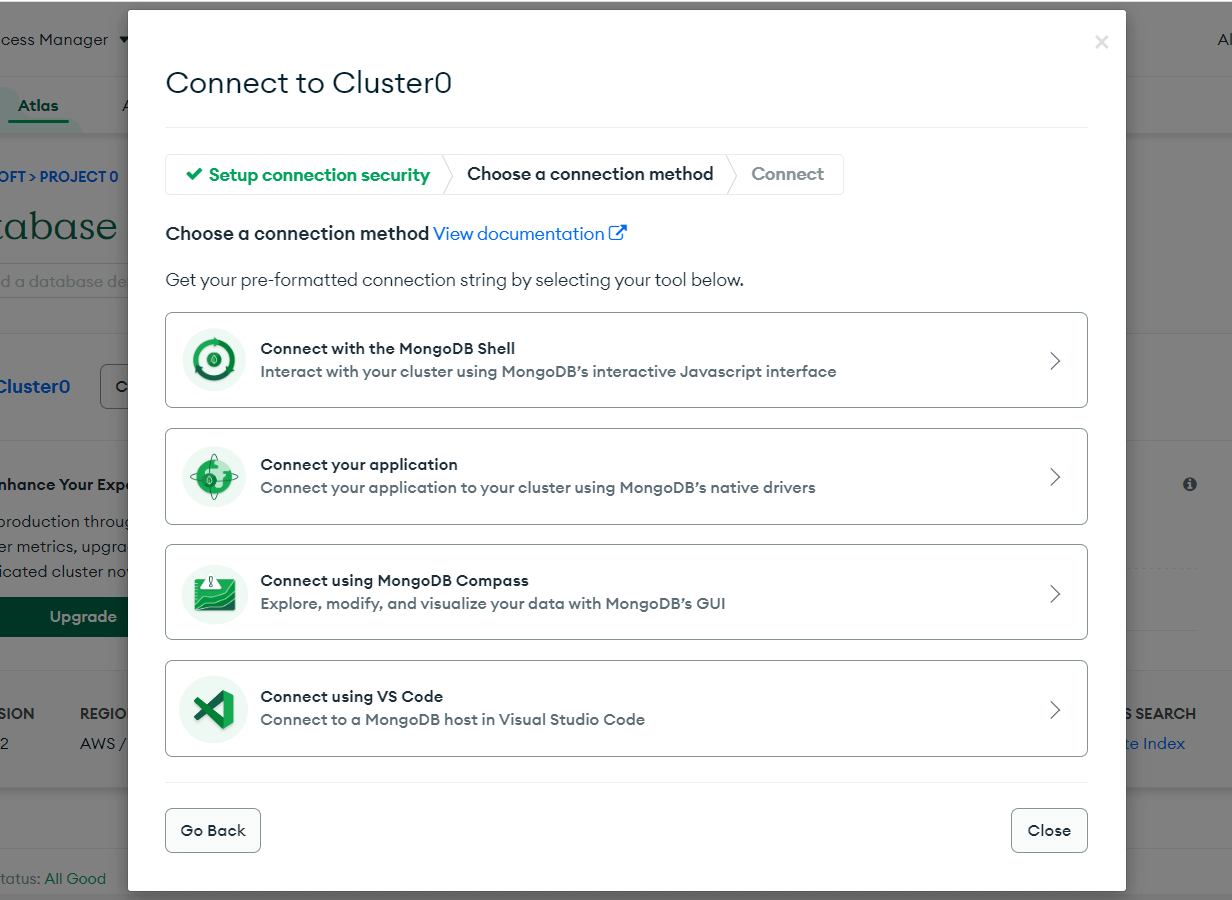 cess Manager
Atlas
OFT > PROJECT 0
tabase
d a database de
Cluster0
C
nhance Your Expe
production throug
er metrics, upgra
icated cluster no
Upgrade
SION
REGIO
2
AWS /
tatus: All Good
Connect to Cluster0
Setup connection security
Choose a connection method
Connect
Choose a connection method View documentation
Get your pre-formatted connection string by selecting your tool below.
Connect with the MongoDB Shell
Interact with your cluster using MongoDB's interactive Javascript interface
Connect your application
Connect your application to your cluster using MongoDB's native drivers
Connect using MongoDB Compass
Explore, modify, and visualize your data with MongoDB's GUI
Connect using VS Code
Connect to a MongoDB host in Visual Studio Code
Go Back
Close
Al
S SEARCH
te Index